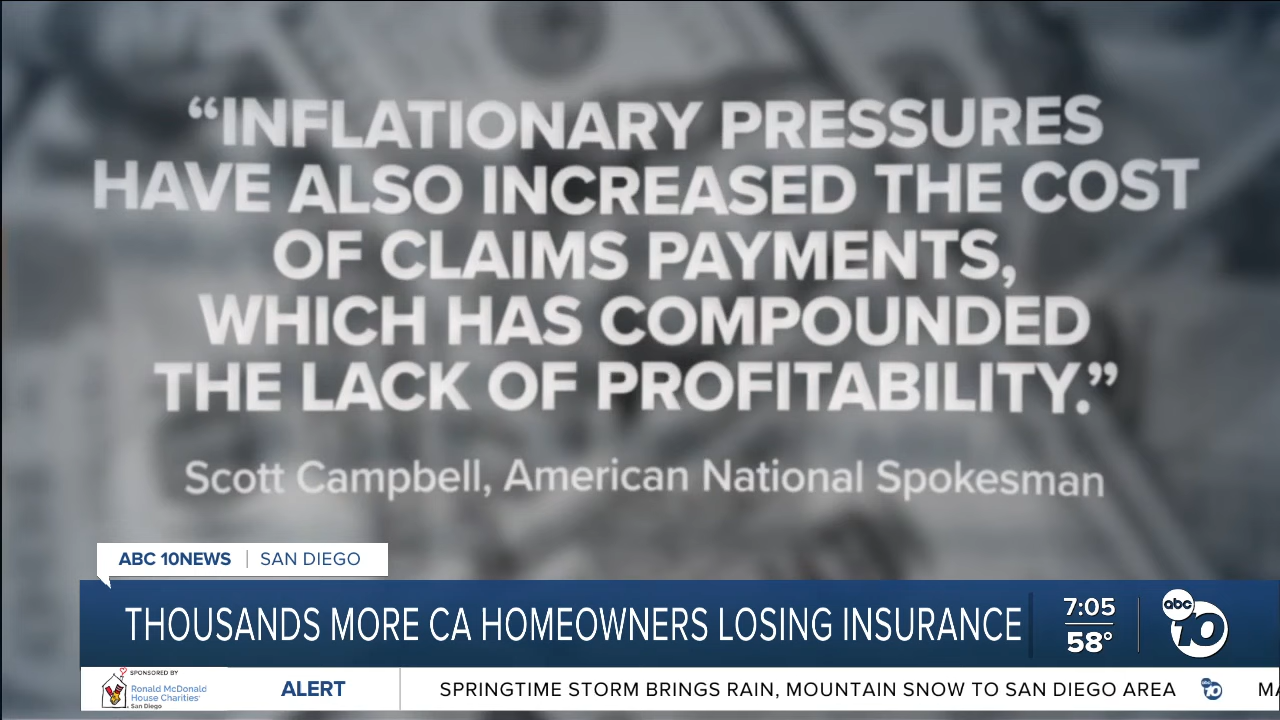 “INFLATIONARY PRESSURES
HAVE ALSO INCREASED THE COST
OF CLAIMS PAYMENTS,
WHICH HAS COMPOUNDED
THE LACK OF PROFITABILITY.”
Scott Campbell, American National Spokesman
ABC 10NEWS | SAN DIEGO
THOUSANDS MORE CA HOMEOWNERS LOSING INSURANCE
7:05
58°
abc
10
SPONSORED BY
Ronald McDonald
House Charities
San Diego
ALERT
SPRINGTIME STORM BRINGS RAIN, MOUNTAIN SNOW TO SAN DIEGO AREA
abc 10